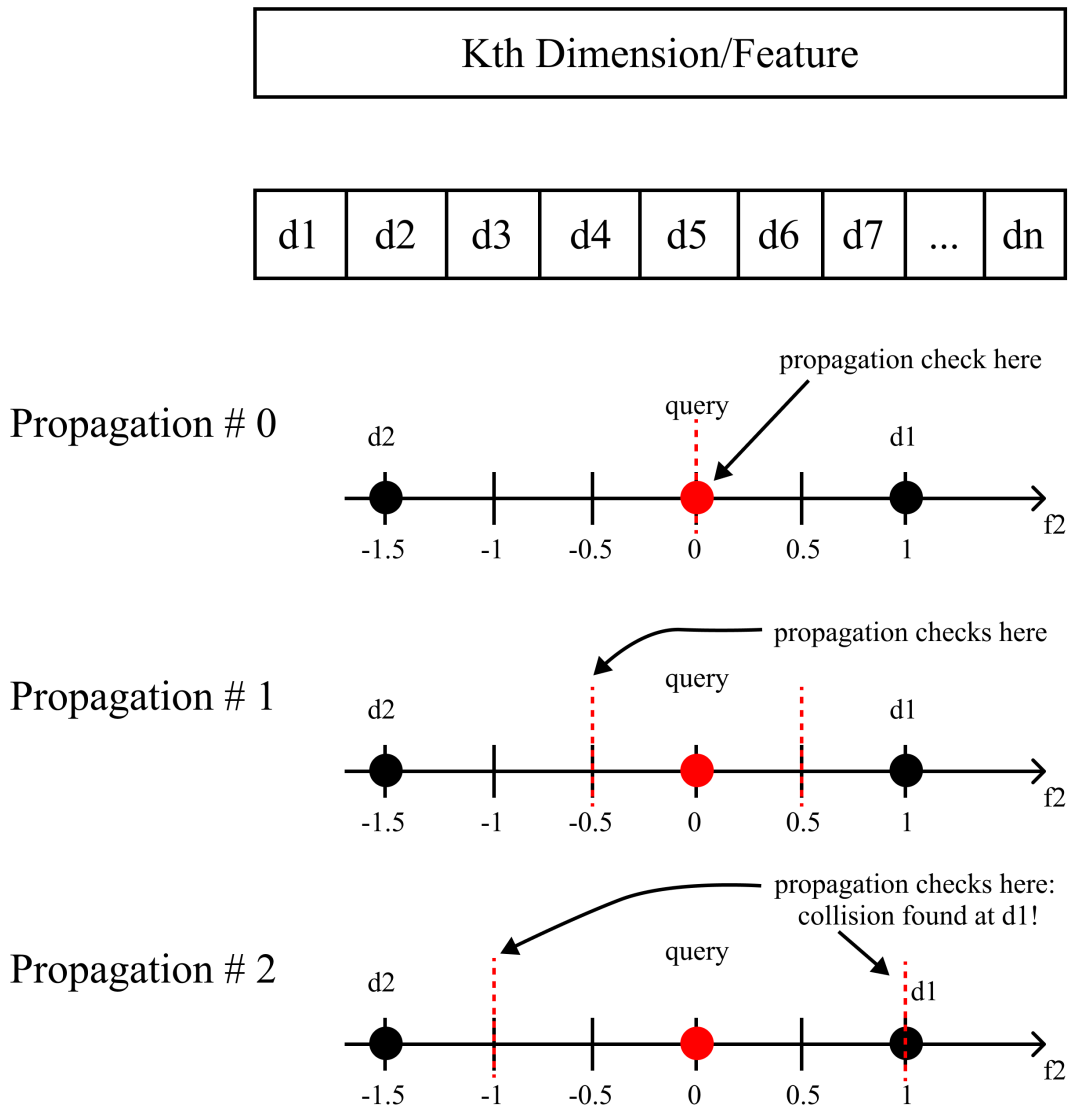 Kth Dimension/Feature
d1 d2 d3 d4 d5 d6 d7 ... dn
propagation check here
Propagation # 0
query
d2
d1
-1.5 -1 -0.5 0 0.5 1
f2
propagation checks here
Propagation # 1
query
d2
d1
-1.5 -1 -0.5 0 0.5 1
f2
propagation checks here:
collision found at d1!
Propagation # 2
query
d2
d1
-1.5 -1 -0.5 0 0.5 1
f2